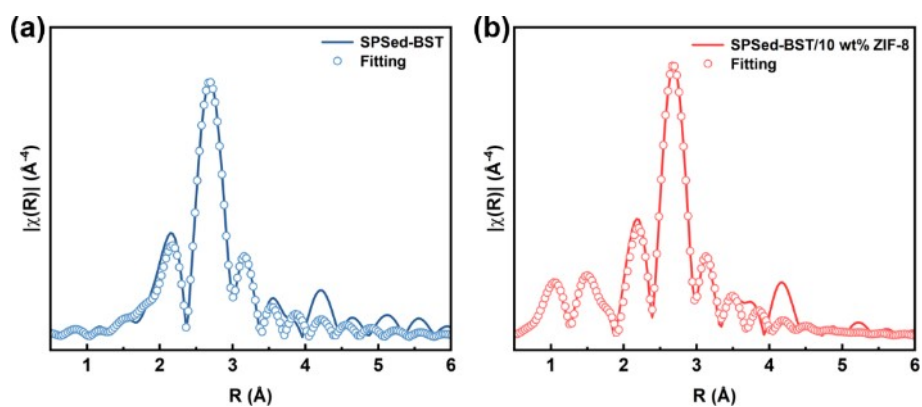 (a)
SPSed-BST
Fitting
|χ(R)| (Å⁻⁴)
1 2 3 4 5 6
R (Å)
(b)
SPSed-BST/10 wt% ZIF-8
Fitting
|χ(R)| (Å⁻⁴)
1 2 3 4 5 6
R (Å)